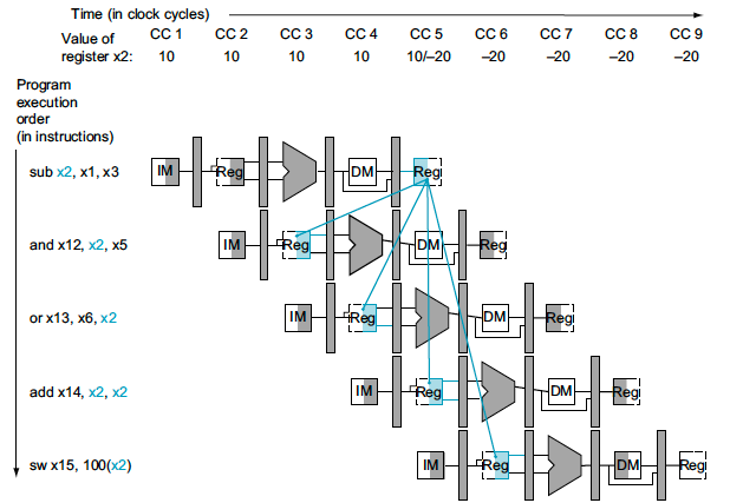 Time (in clock cycles)
CC 1 CC 2 CC 3 CC 4 CC 5 CC 6 CC 7 CC 8 CC 9
Value of
register x2: 10 10 10 10 10/–20 –20 –20 –20 –20
Program
execution
order
(in instructions)
sub x2, x1, x3 IM Reg DM Reg
and x12, x2, x5 IM Reg DM Reg
or x13, x6, x2 IM Reg DM Reg
add x14, x2, x2 IM Reg DM Reg
sw x15, 100(x2) IM Reg DM Reg